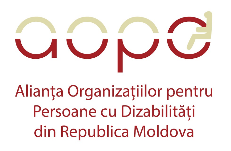 aopd
Alianța Organizațiilor pentru
Persoane cu Dizabilități
din Republica Moldova